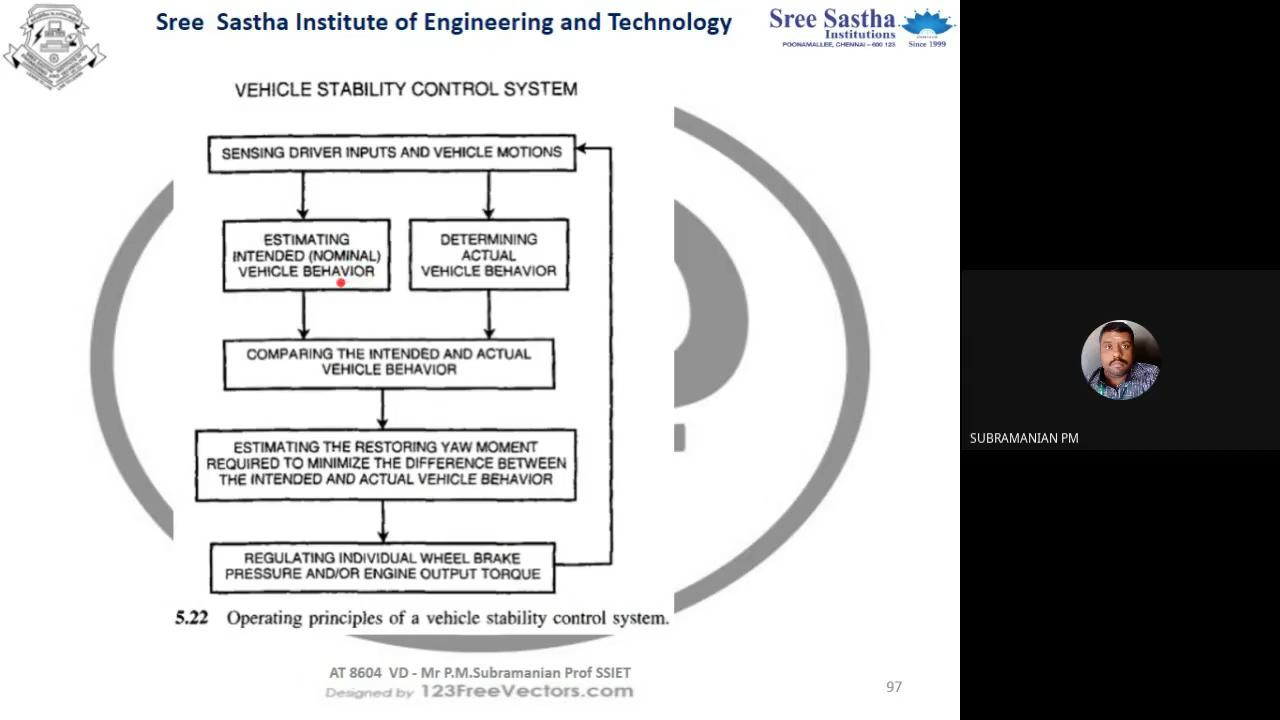 Sree Sastha Institute of Engineering and Technology
Sree Sastha
Institutions
POONAMALLEE, CHENNAI - 600 123
Since 1999
VEHICLE STABILITY CONTROL SYSTEM
SENSING DRIVER INPUTS AND VEHICLE MOTIONS
ESTIMATING
INTENDED (NOMINAL)
VEHICLE BEHAVIOR
DETERMINING
ACTUAL
VEHICLE BEHAVIOR
COMPARING THE INTENDED AND ACTUAL
VEHICLE BEHAVIOR
ESTIMATING THE RESTORING YAW MOMENT
REQUIRED TO MINIMIZE THE DIFFERENCE BETWEEN
THE INTENDED AND ACTUAL VEHICLE BEHAVIOR
REGULATING INDIVIDUAL WHEEL BRAKE
PRESSURE AND/OR ENGINE OUTPUT TORQUE
5.22 Operating principles of a vehicle stability control system.
AT 8604 VD - Mr P.M.Subramanian Prof SSIET
Designed by 123FreeVectors.com
97
SUBRAMANIAN PM